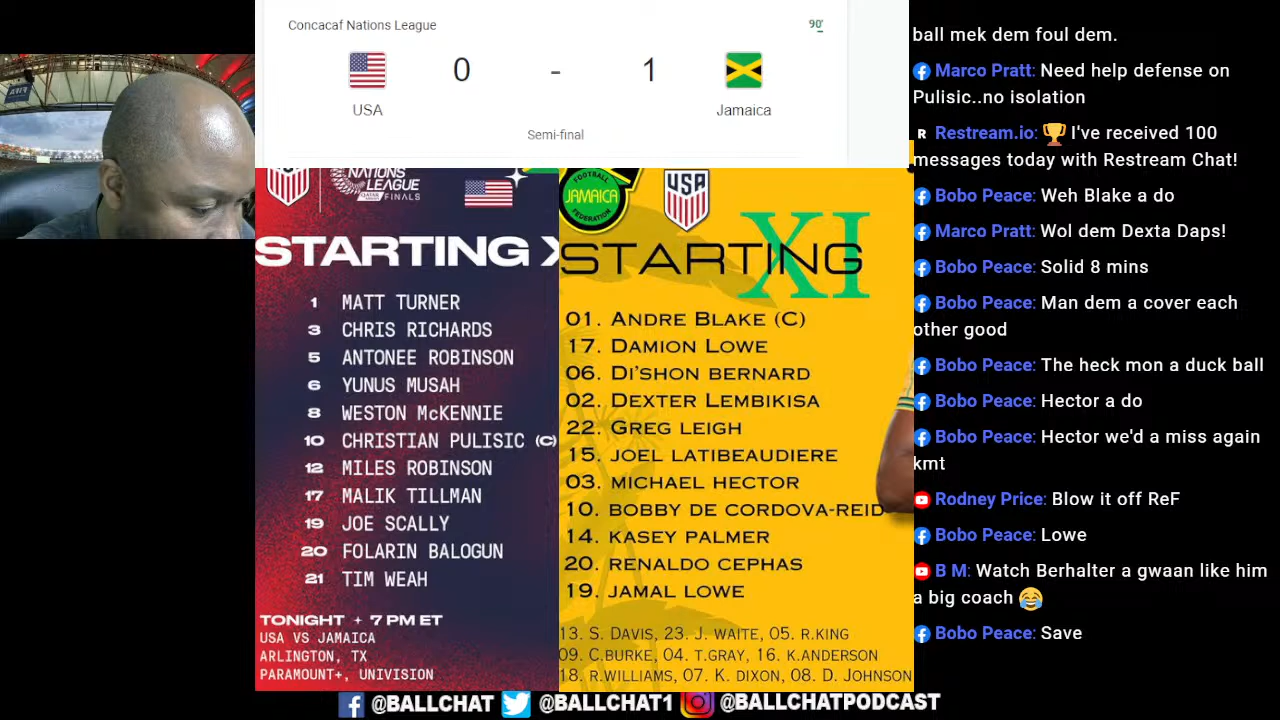 Concacaf Nations League
90'
0 - 1
USA
Jamaica
Semi-final
NATIONS
LEAGUE
FINALS
STARTING X
1 MATT TURNER
3 CHRIS RICHARDS
5 ANTONEE ROBINSON
6 YUNUS MUSAH
8 WESTON McKENNIE
10 CHRISTIAN PULISIC (C)
12 MILES ROBINSON
17 MALIK TILLMAN
19 JOE SCALLY
20 FOLARIN BALOGUN
21 TIM WEAH
TONIGHT + 7 PM ET
USA VS JAMAICA
ARLINGTON, TX
PARAMOUNT+, UNIVISION
FOOTBALL
JAMAICA
FEDERATION
USA
STARTING
XI
01. ANDRE BLAKE (C)
17. DAMION LOWE
06. DI'SHON BERNARD
02. DEXTER LEMBIKISA
22. GREG LEIGH
15. JOEL LATIBEAUDIERE
03. MICHAEL HECTOR
10. BOBBY DE CORDOVA-REID
14. KASEY PALMER
20. RENALDO CEPHAS
19. JAMAL LOWE
13. S. DAVIS, 23. J. WAITE, 05. R.KING
09. C.BURKE, 04. T.GRAY, 16. K.ANDERSON
18. R.WILLIAMS, 07. K. DIXON, 08. D. JOHNSON
ball mek dem foul dem.
Marco Pratt: Need help defense on
Pulisic..no isolation
R Restream.io: 🏆 I've received 100
messages today with Restream Chat!
Bobo Peace: Weh Blake a do
Marco Pratt: Wol dem Dexta Daps!
Bobo Peace: Solid 8 mins
Bobo Peace: Man dem a cover each
other good
Bobo Peace: The heck mon a duck ball
Bobo Peace: Hector a do
Bobo Peace: Hector we'd a miss again
kmt
Rodney Price: Blow it off ReF
Bobo Peace: Lowe
B M: Watch Berhalter a gwaan like him
a big coach 😂
Bobo Peace: Save
@BALLCHAT @BALLCHAT1 @BALLCHATPODCAST